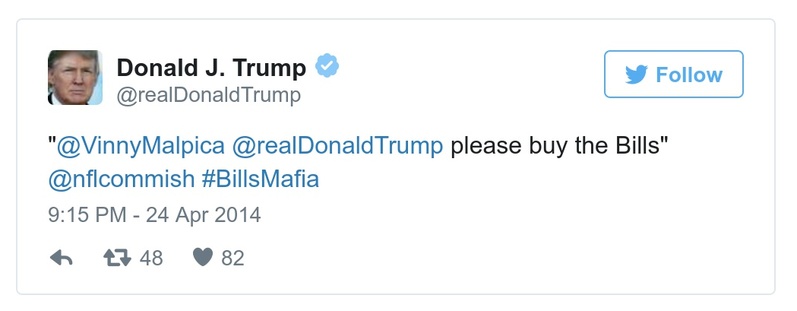 Donald J. Trump
@realDonaldTrump
Follow
"@VinnyMalpica @realDonaldTrump please buy the Bills"
@nflcommish #BillsMafia
9:15 PM - 24 Apr 2014
48 82